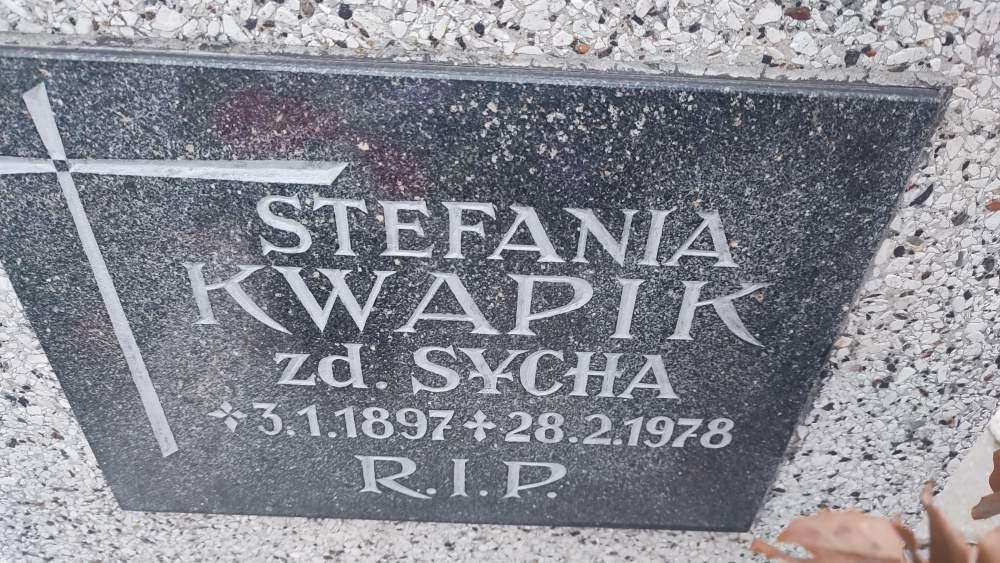 STEFANIA
KWAPIK
zd. SYCHA
3.1.1897 ✝ 28.2.1978
R.I.P.